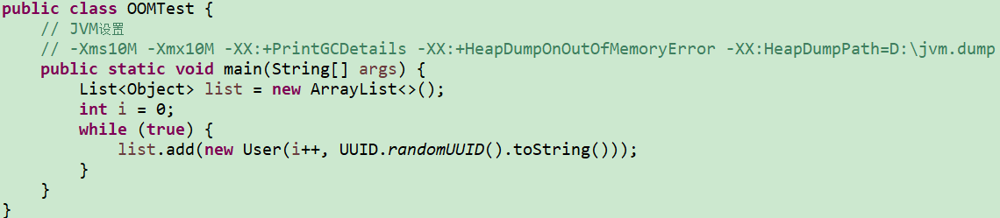 public class OOMTest {
// JVM设置
// -Xms10M -Xmx10M -XX:+PrintGCDetails -XX:+HeapDumpOnOutOfMemoryError -XX:HeapDumpPath=D:\jvm.dump
public static void main(String[] args) {
List<Object> list = new ArrayList<>();
int i = 0;
while (true) {
list.add(new User(i++, UUID.randomUUID().toString()));
}
}
}